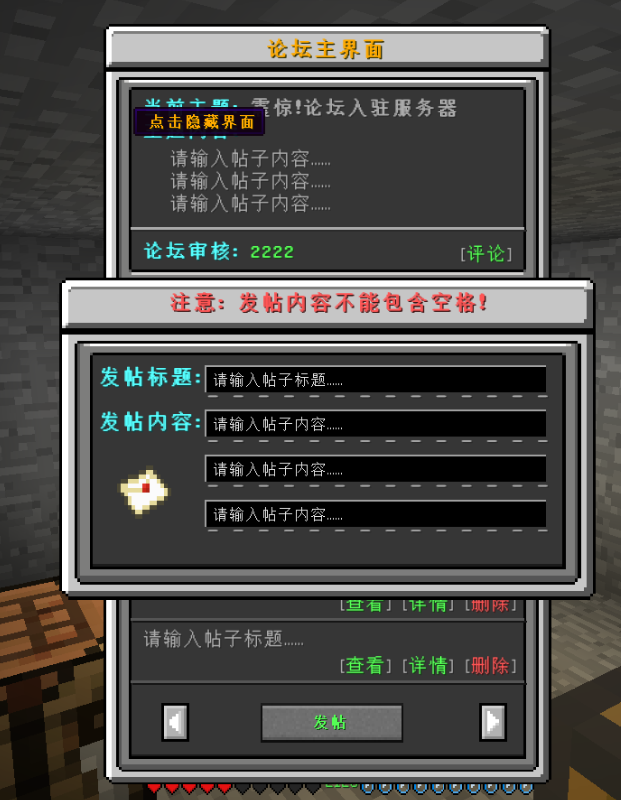 论坛主界面
当前主题: 震惊!论坛入驻服务器
点击隐藏界面
请输入帖子内容……
请输入帖子内容……
请输入帖子内容……
论坛审核: 2222 [评论]
注意: 发帖内容不能包含空格!
发帖标题: 请输入帖子标题……
发帖内容: 请输入帖子内容……
请输入帖子内容……
请输入帖子内容……
[查看] [详情] [删除]
请输入帖子标题……
[查看] [详情] [删除]
发帖